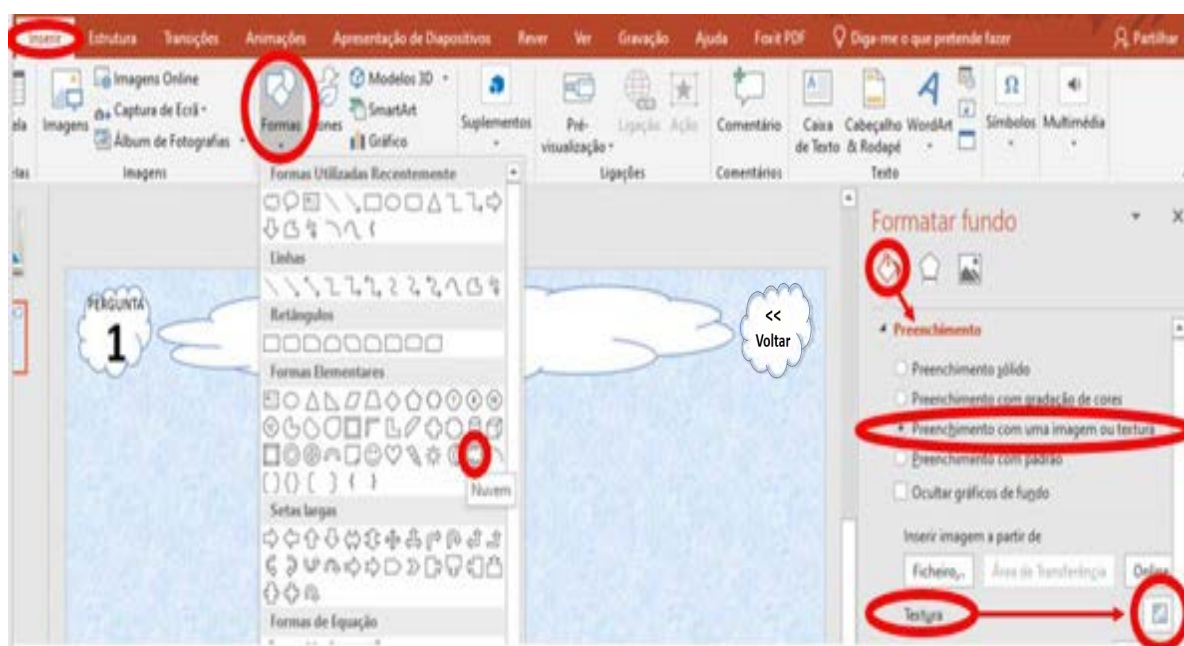 Inserir Estrutura Transições Animações Apresentação de Diapositivos Rever Ver Gravação Ajuda Foxit PDF Diga-me o que pretende fazer Partilhar
Imagens Online
Captura de Ecrã
Álbum de Fotografias
Imagens
Imagens
Formas
Modelos 3D
SmartArt
Gráfico
Suplementos
Pré-
visualização
Ligação
Ação
Ligações
Comentário
Comentários
Caixa
de Texto
Cabeçalho
& Rodapé
WordArt
Texto
Símbolos
Multimédia
Formas Utilizadas Recentemente
Linhas
Retângulos
Formas Elementares
Nuvem
Setas largas
Formas de Equação
PERGUNTA
1
<<
Voltar
Formatar fundo
Preenchimento
Preenchimento sólido
Preenchimento com gradação de cores
Preenchimento com uma imagem ou textura
Preenchimento com padrão
Ocultar gráficos de fundo
Inserir imagem a partir de
Ficheiro...
Área de Transferência
Online
Textura